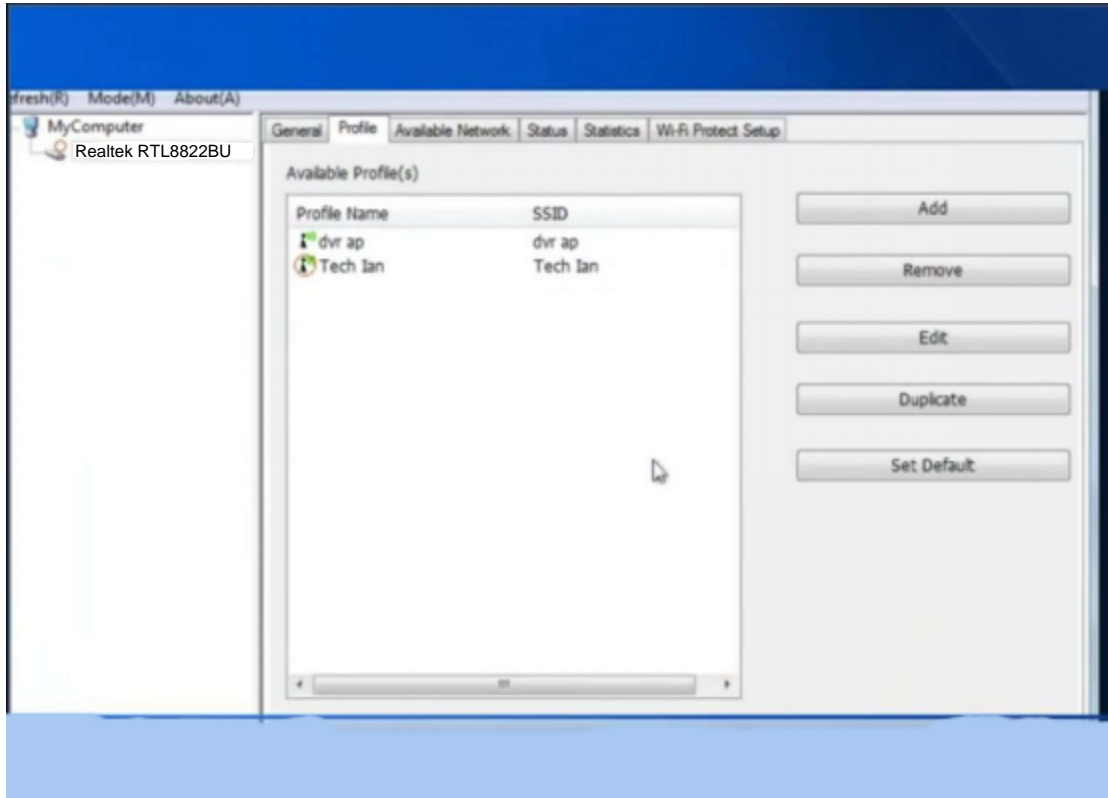 Mode(M) About(A)
MyComputer
Realtek RTL8822BU
General Profile Available Network Status Statistics Wi-Fi Protect Setup
Available Profile(s)
Profile Name SSID
dvr ap dvr ap
Tech Ian Tech Ian
Add
Remove
Edit
Duplicate
Set Default